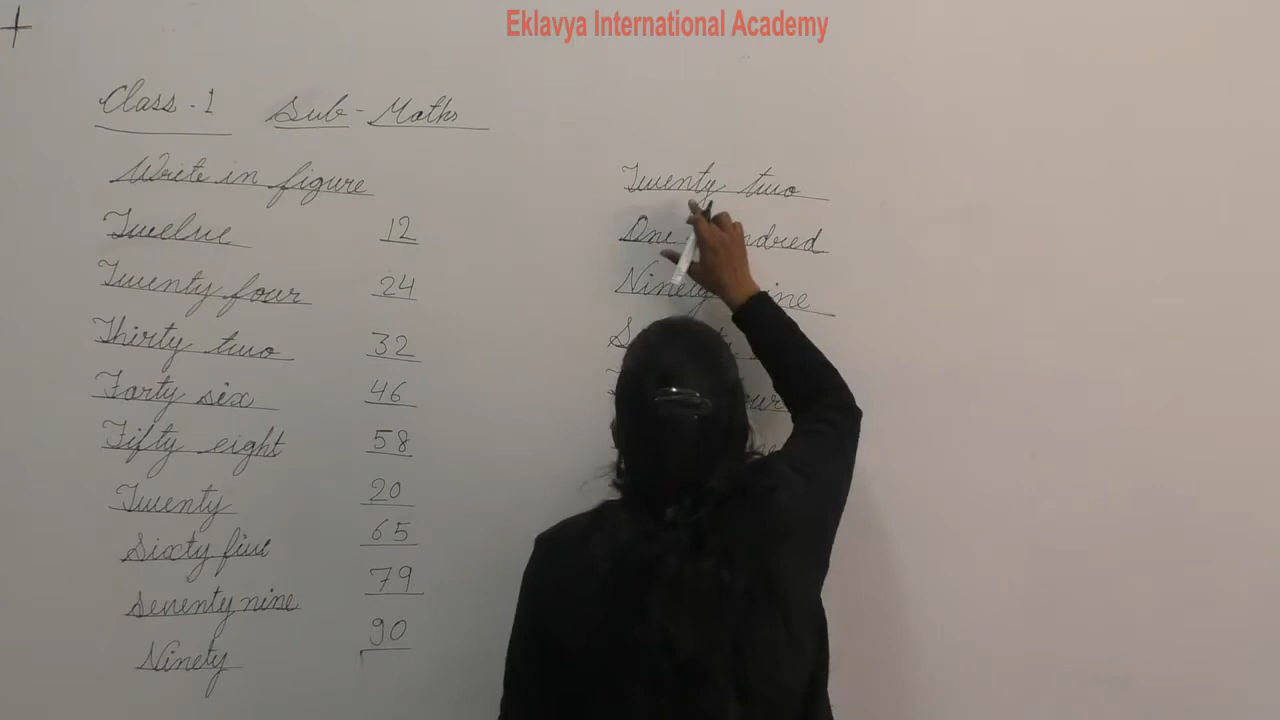 Eklavya International Academy
Class - 1 Sub - Maths
Write in figure
Twelve 12
Twenty four 24
Thirty two 32
Forty six 46
Fifty eight 58
Twenty 20
Sixty five 65
Seventy nine 79
Ninety 90
Twenty two
One